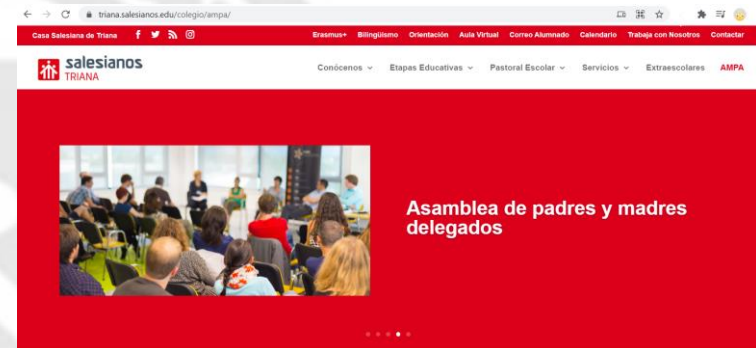 triana.salesianos.edu/colegio/ampa/
Casa Salesiana de Triana
Erasmus+ Bilingüismo Orientación Aula Virtual Correo Alumnado Calendario Trabaja con Nosotros Contactar
salesianos
TRIANA
Conócenos Etapas Educativas Pastoral Escolar Servicios Extraescolares AMPA
Asamblea de padres y madres
delegados